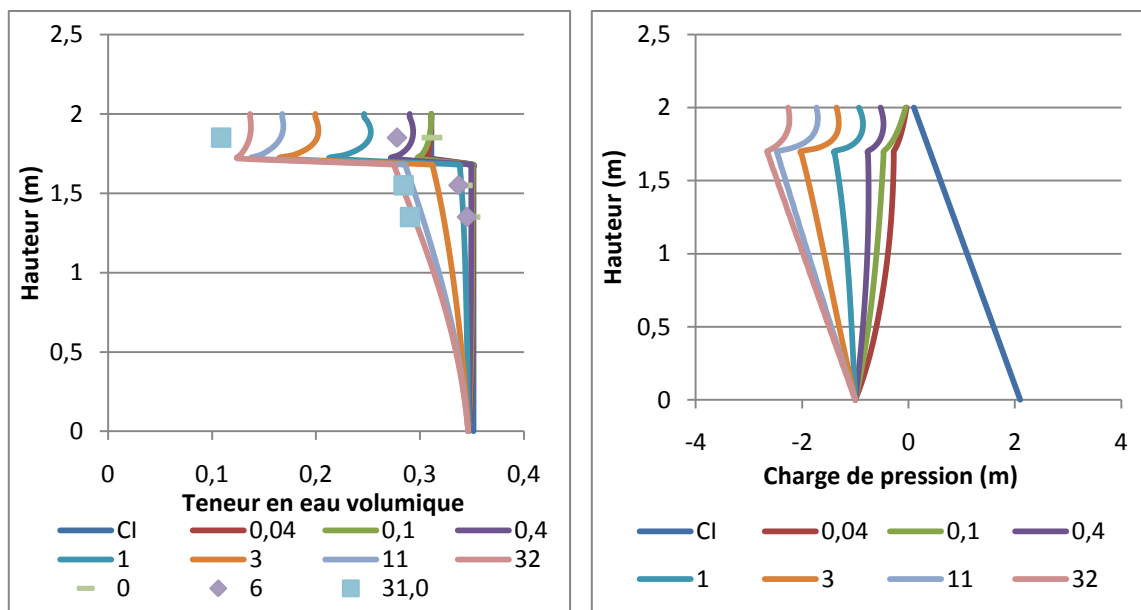 2,5
2
1,5
1
0,5
0
Hauteur (m)
0 0,1 0,2 0,3 0,4
Teneur en eau volumique
CI 0,04 0,1 0,4
1 3 11 32
0 6 31,0
2,5
2
1,5
1
0,5
0
Hauteur (m)
-4 -2 0 2 4
Charge de pression (m)
CI 0,04 0,1 0,4
1 3 11 32